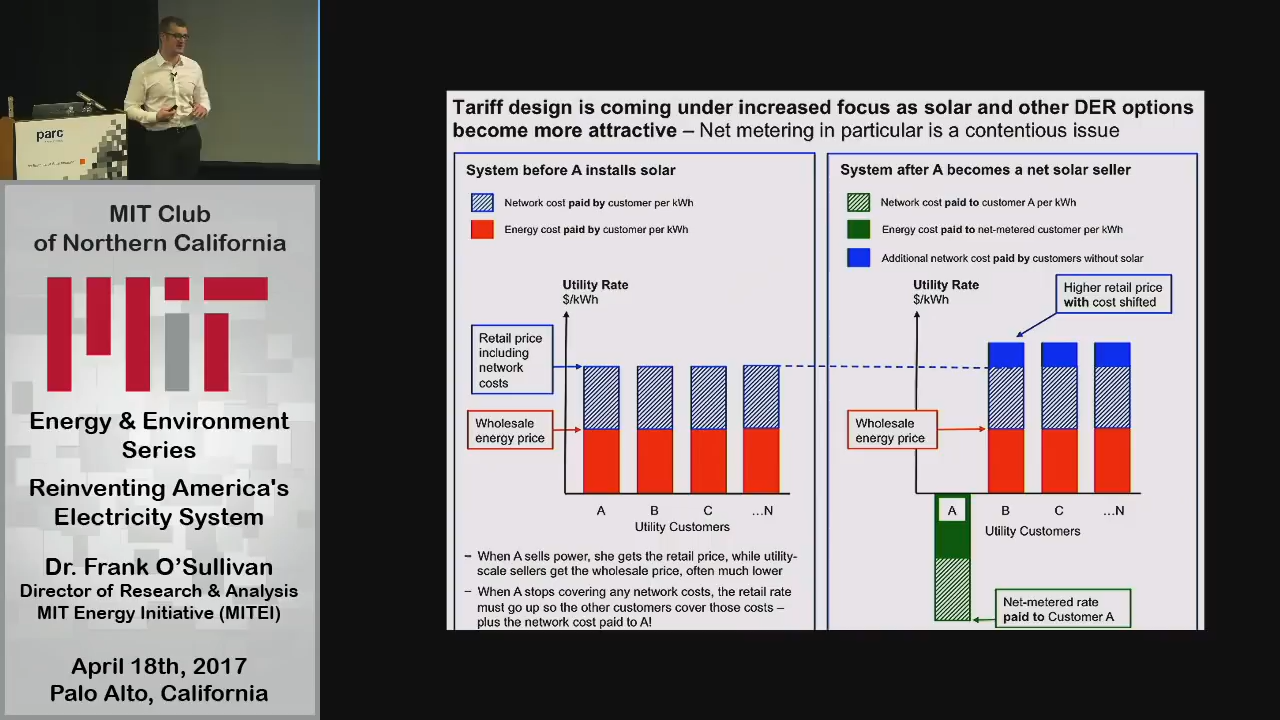 parc
MIT Club
of Northern California
MIT
Energy & Environment
Series
Reinventing America's
Electricity System
Dr. Frank O'Sullivan
Director of Research & Analysis
MIT Energy Initiative (MITEI)
April 18th, 2017
Palo Alto, California
Tariff design is coming under increased focus as solar and other DER options
become more attractive – Net metering in particular is a contentious issue
System before A installs solar
Network cost paid by customer per kWh
Energy cost paid by customer per kWh
Utility Rate
$/kWh
Retail price
including
network
costs
Wholesale
energy price
A B C ...N
Utility Customers
– When A sells power, she gets the retail price, while utility-
scale sellers get the wholesale price, often much lower
– When A stops covering any network costs, the retail rate
must go up so the other customers cover those costs –
plus the network cost paid to A!
System after A becomes a net solar seller
Network cost paid to customer A per kWh
Energy cost paid to net-metered customer per kWh
Additional network cost paid by customers without solar
Utility Rate
$/kWh
Higher retail price
with cost shifted
Wholesale
energy price
A B C ...N
Utility Customers
Net-metered rate
paid to Customer A